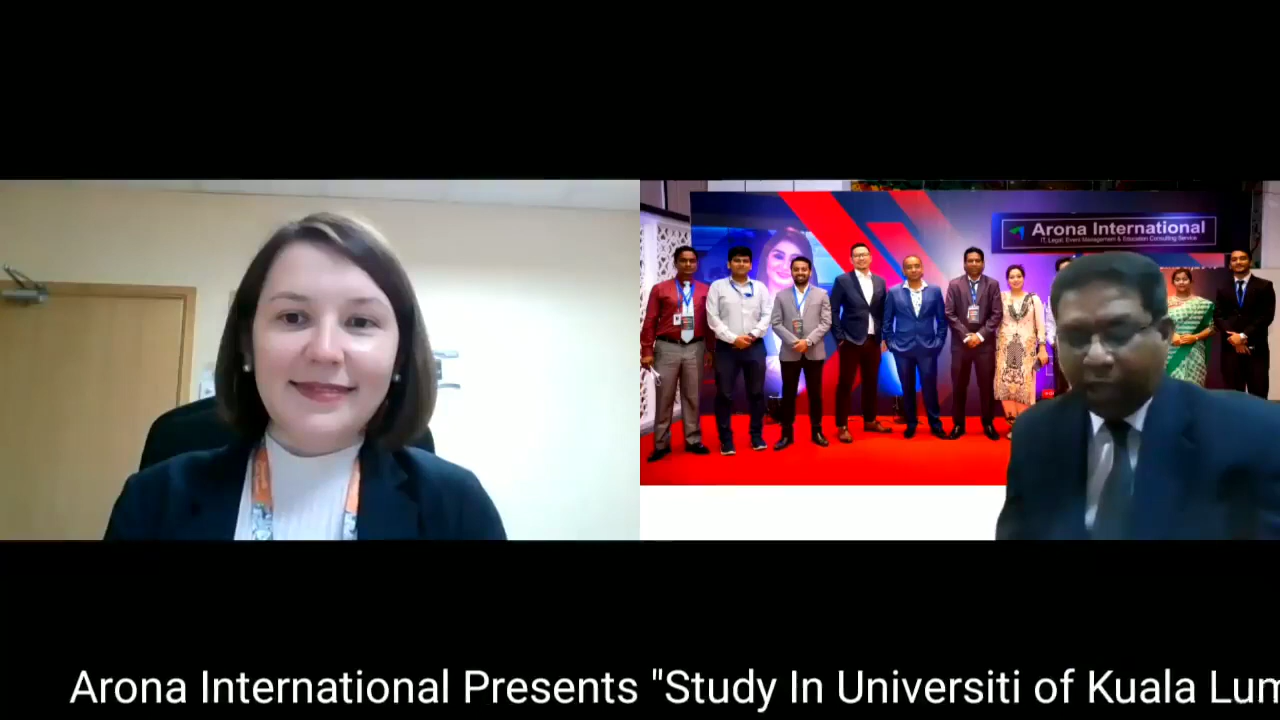 Arona International
IT, Legal, Event Management & Education Consulting Service
Arona International Presents "Study In Universiti of Kuala Lum